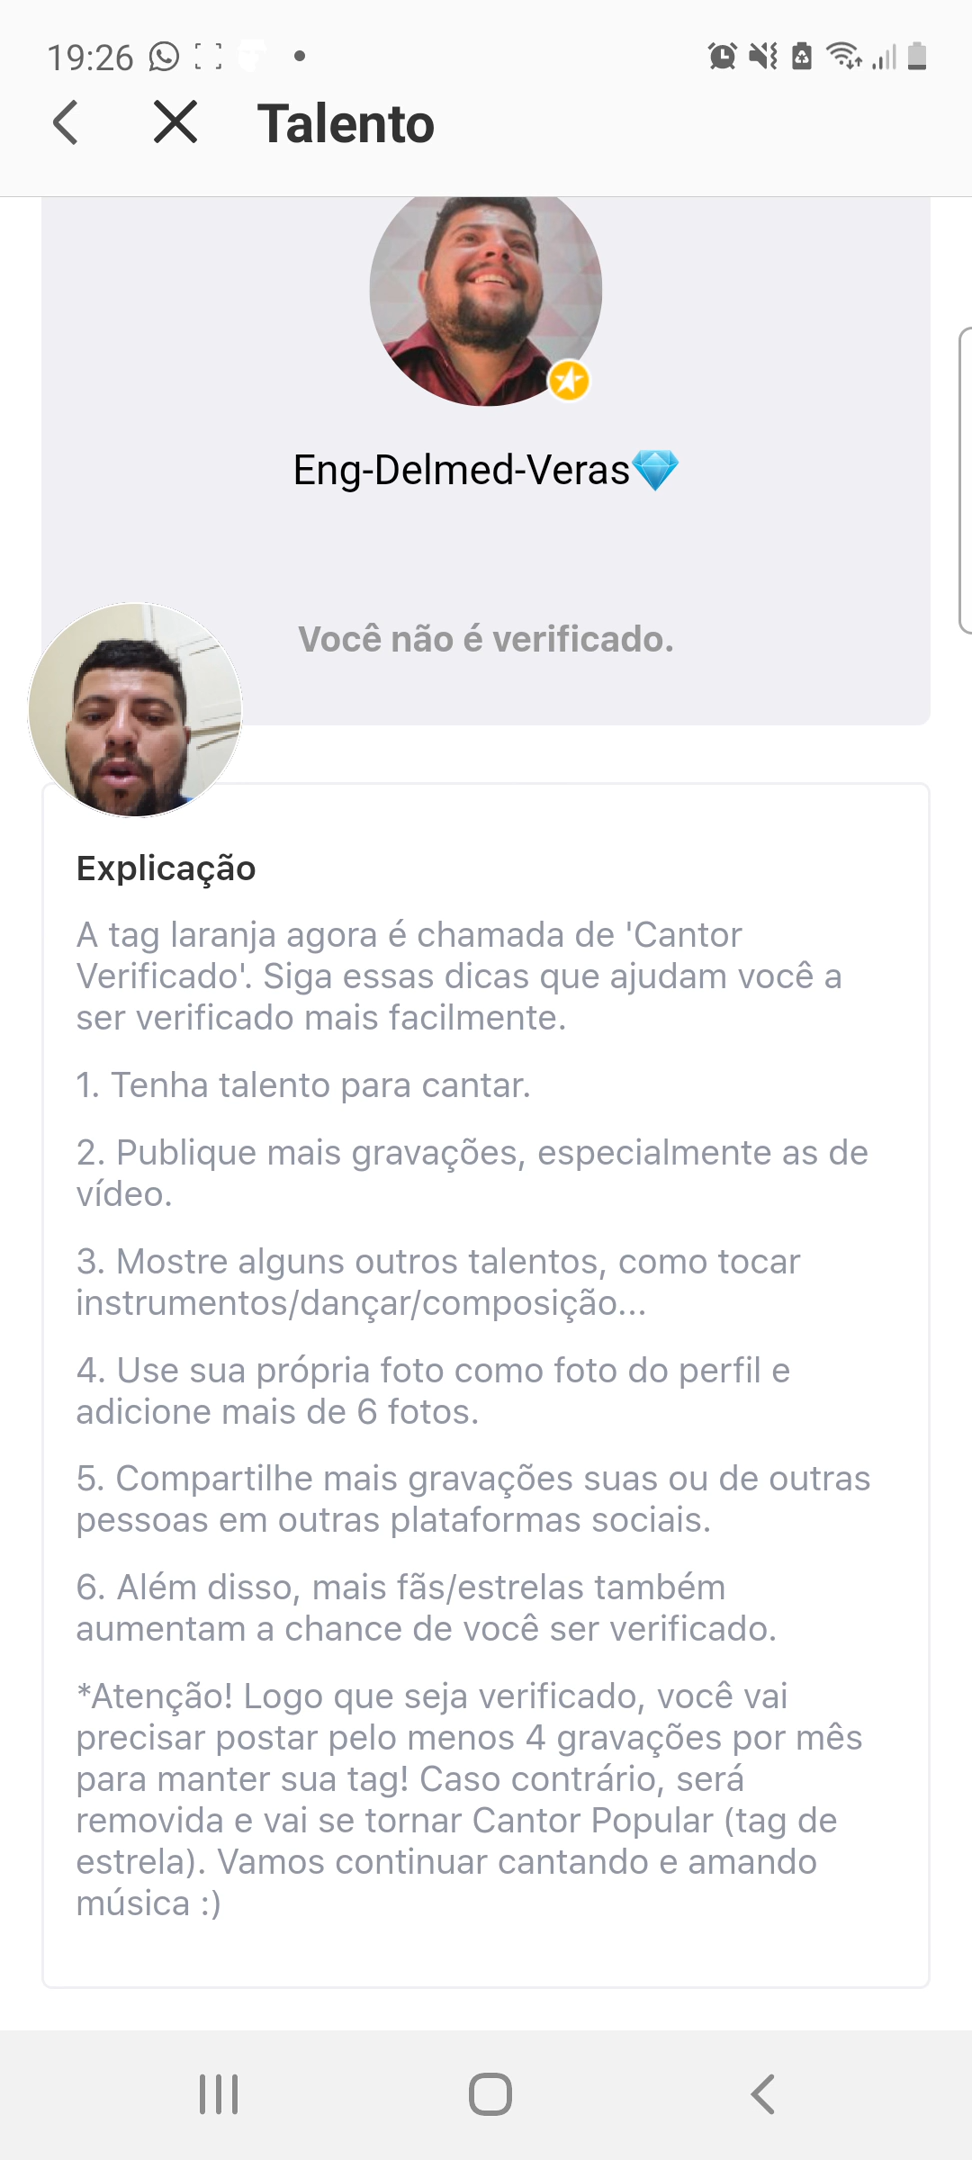 19:26
Talento
Eng-Delmed-Veras💎
Você não é verificado.
Explicação
A tag laranja agora é chamada de 'Cantor
Verificado'. Siga essas dicas que ajudam você a
ser verificado mais facilmente.
1. Tenha talento para cantar.
2. Publique mais gravações, especialmente as de
vídeo.
3. Mostre alguns outros talentos, como tocar
instrumentos/dançar/composição...
4. Use sua própria foto como foto do perfil e
adicione mais de 6 fotos.
5. Compartilhe mais gravações suas ou de outras
pessoas em outras plataformas sociais.
6. Além disso, mais fãs/estrelas também
aumentam a chance de você ser verificado.
*Atenção! Logo que seja verificado, você vai
precisar postar pelo menos 4 gravações por mês
para manter sua tag! Caso contrário, será
removida e vai se tornar Cantor Popular (tag de
estrela). Vamos continuar cantando e amando
música :)